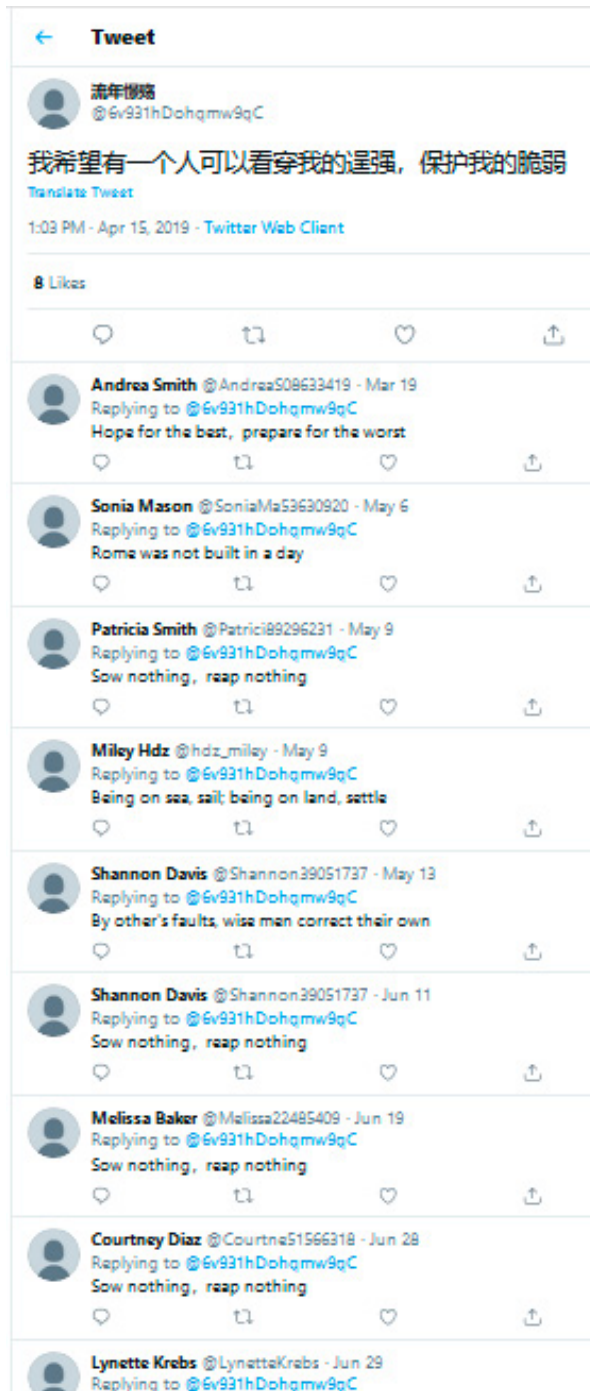 Tweet
流年惶殇
@6v931hDohqmw9qC
我希望有一个人可以看穿我的逞强，保护我的脆弱
Translate Tweet
1:03 PM · Apr 15, 2019 · Twitter Web Client
8 Likes
Andrea Smith @AndreaS08633419 · Mar 19
Replying to @6v931hDohqmw9qC
Hope for the best，prepare for the worst
Sonia Mason @SoniaMa53630920 · May 6
Replying to @6v931hDohqmw9qC
Rome was not built in a day
Patricia Smith @Patrici89296231 · May 9
Replying to @6v931hDohqmw9qC
Sow nothing，reap nothing
Miley Hdz @hdz_miley · May 9
Replying to @6v931hDohqmw9qC
Being on sea, sail; being on land, settle
Shannon Davis @Shannon39051737 · May 13
Replying to @6v931hDohqmw9qC
By other's faults, wise men correct their own
Shannon Davis @Shannon39051737 · Jun 11
Replying to @6v931hDohqmw9qC
Sow nothing，reap nothing
Melissa Baker @Melissa22485409 · Jun 19
Replying to @6v931hDohqmw9qC
Sow nothing，reap nothing
Courtney Diaz @Courtne51566318 · Jun 28
Replying to @6v931hDohqmw9qC
Sow nothing，reap nothing
Lynette Krebs @LynetteKrebs · Jun 29
Replying to @6v931hDohqmw9qC